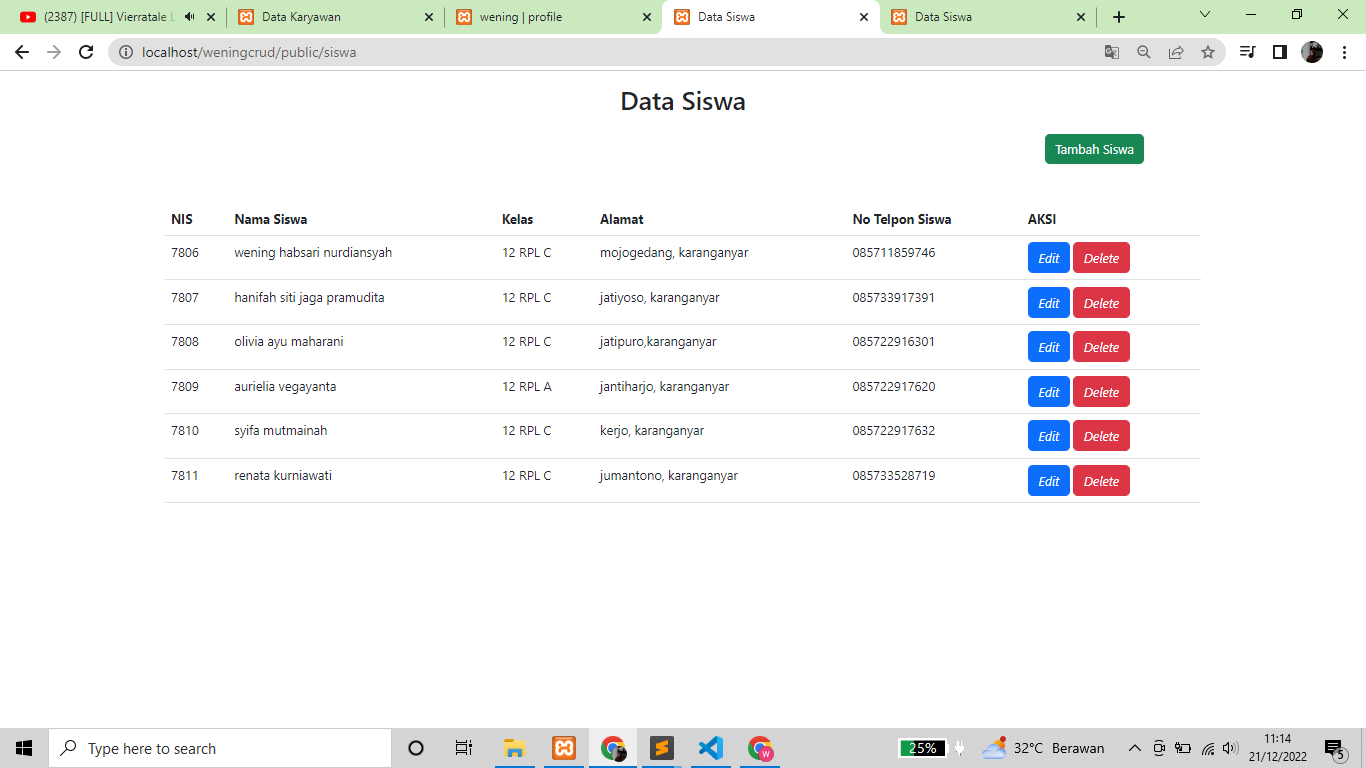 (2387) [FULL] Vierratale L
Data Karyawan
wening | profile
Data Siswa
Data Siswa
localhost/weningcrud/public/siswa
Data Siswa
Tambah Siswa
NIS Nama Siswa Kelas Alamat No Telpon Siswa AKSI
7806 wening habsari nurdiansyah 12 RPL C mojogedang, karanganyar 085711859746 Edit Delete
7807 hanifah siti jaga pramudita 12 RPL C jatiyoso, karanganyar 085733917391 Edit Delete
7808 olivia ayu maharani 12 RPL C jatipuro,karanganyar 085722916301 Edit Delete
7809 aurielia vegayanta 12 RPL A jantiharjo, karanganyar 085722917620 Edit Delete
7810 syifa mutmainah 12 RPL C kerjo, karanganyar 085722917632 Edit Delete
7811 renata kurniawati 12 RPL C jumantono, karanganyar 085733528719 Edit Delete
Type here to search
W
25%
32°C Berawan
11:14
21/12/2022
5